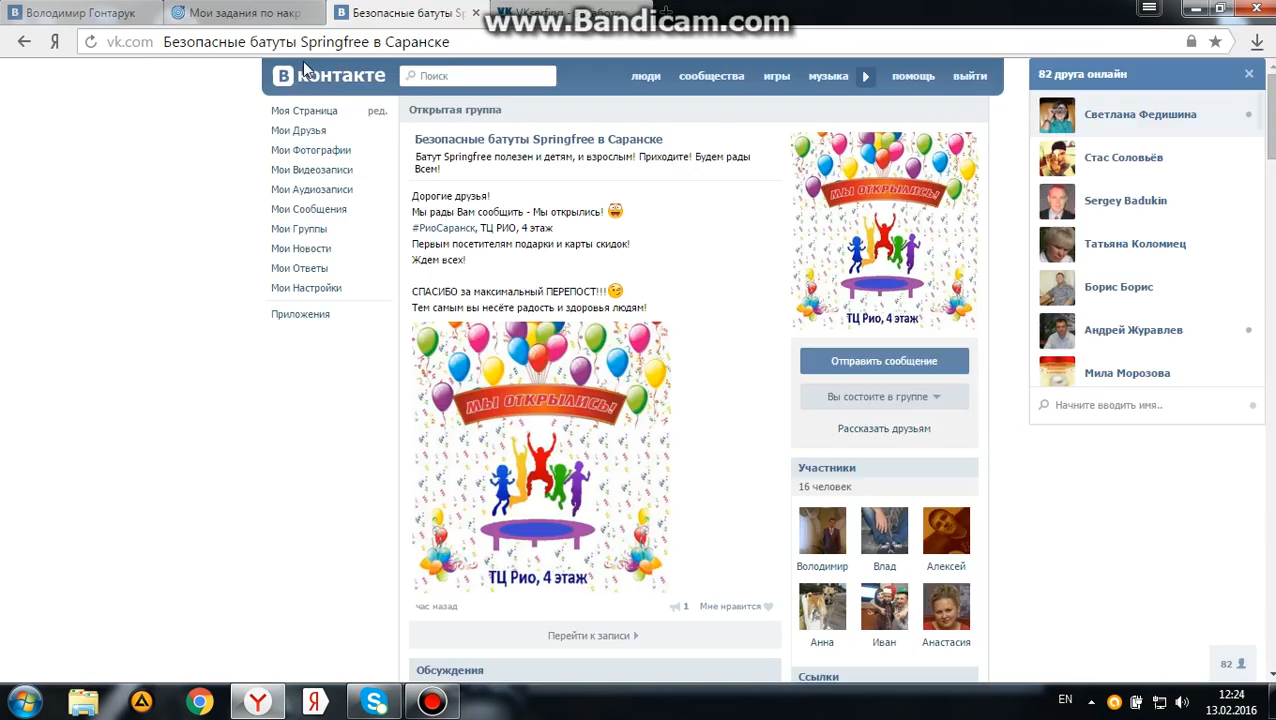 Володимир Гонтарук
Мои задания по накр
Безопасные батуты Sp
www.Bandicam.com
vk.com Безопасные батуты Springfree в Саранске
В контакте
Поиск
люди
сообщества
игры
музыка
помощь
выйти
82 друга онлайн
Моя Страница
ред.
Мои Друзья
Мои Фотографии
Мои Видеозаписи
Мои Аудиозаписи
Мои Сообщения
Мои Группы
Мои Новости
Мои Ответы
Мои Настройки
Приложения
Открытая группа
Безопасные батуты Springfree в Саранске
Батут Springfree полезен и детям, и взрослым! Приходите! Будем рады
Всем!
Дорогие друзья!
Мы рады Вам сообщить - Мы открылись!
#РиоСаранск, ТЦ РИО, 4 этаж
Первым посетителям подарки и карты скидок!
Ждем всех!
СПАСИБО за максимальный ПЕРЕПОСТ!!!
Тем самым вы несёте радость и здоровья людям!
МЫ ОТКРЫЛИСЬ!
ТЦ Рио, 4 этаж
час назад
1
Мне нравится
Перейти к записи
Обсуждения
МЫ ОТКРЫЛИСЬ!
ТЦ Рио, 4 этаж
Отправить сообщение
Вы состоите в группе
Рассказать друзьям
Участники
16 человек
Володимир
Влад
Алексей
Анна
Иван
Анастасия
Ссылки
Светлана Федишина
Стас Соловьёв
Sergey Badukin
Татьяна Коломиец
Борис Борис
Андрей Журавлев
Мила Морозова
Начните вводить имя..
82
EN
12:24
13.02.2016